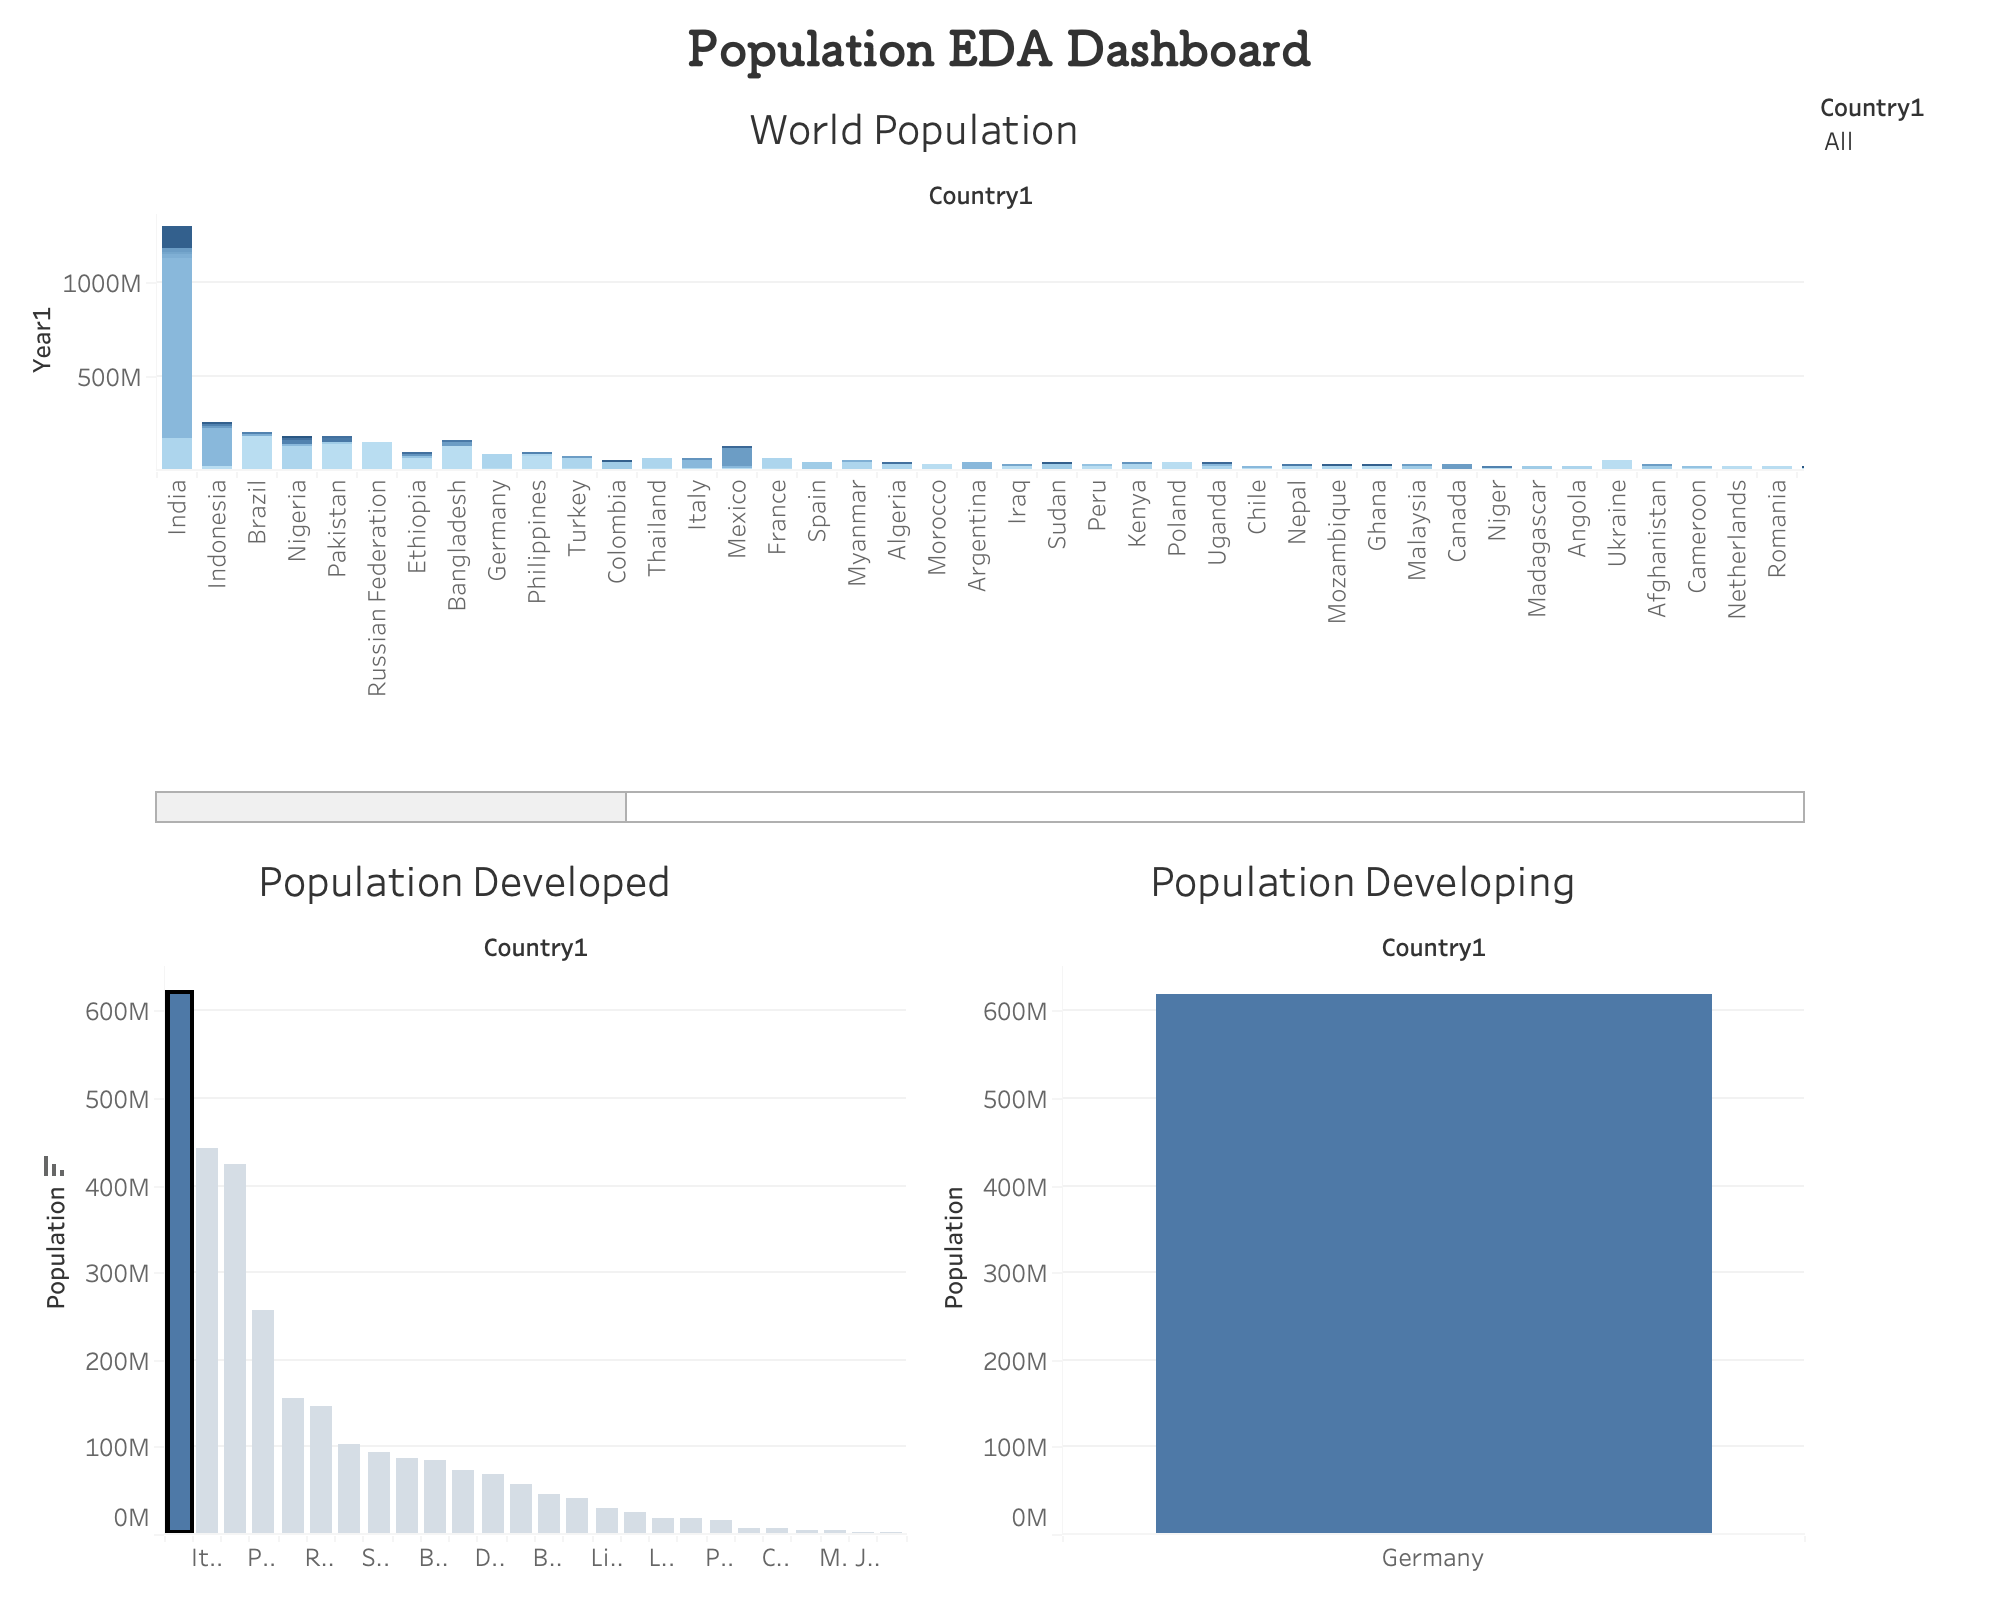 Population EDA Dashboard
World Population
Country1
All
Country1
Year1
1000M
500M
India
Indonesia
Brazil
Nigeria
Pakistan
Russian Federation
Ethiopia
Bangladesh
Germany
Philippines
Turkey
Colombia
Thailand
Italy
Mexico
France
Spain
Myanmar
Algeria
Morocco
Argentina
Iraq
Sudan
Peru
Kenya
Poland
Uganda
Chile
Nepal
Mozambique
Ghana
Malaysia
Canada
Niger
Madagascar
Angola
Ukraine
Afghanistan
Cameroon
Netherlands
Romania
Population Developed
Country1
Population
600M
500M
400M
300M
200M
100M
0M
It..
P..
R..
S..
B..
D..
B..
Li..
L..
P..
C..
M.
J..
Population Developing
Country1
Population
600M
500M
400M
300M
200M
100M
0M
Germany